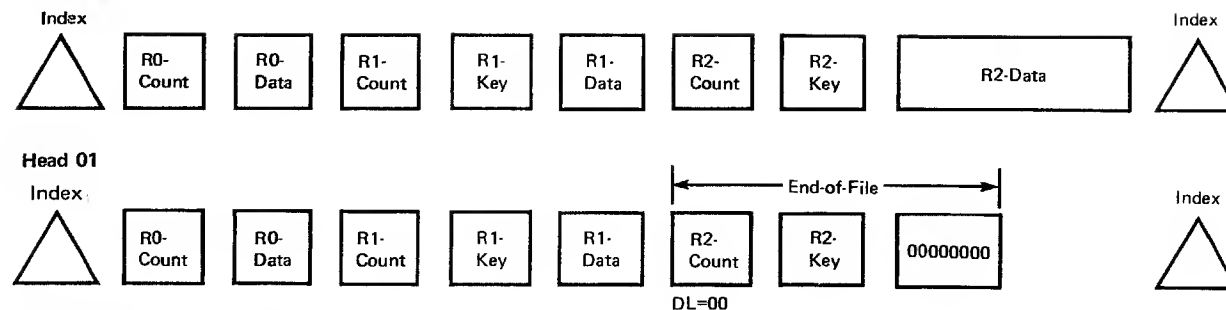 Index
Index
R0-
Count
R0-
Data
R1-
Count
R1-
Key
R1-
Data
R2-
Count
R2-
Key
R2-Data
Head 01
Index
End-of-File
Index
R0-
Count
R0-
Data
R1-
Count
R1-
Key
R1-
Data
R2-
Count
R2-
Key
00000000
DL=00